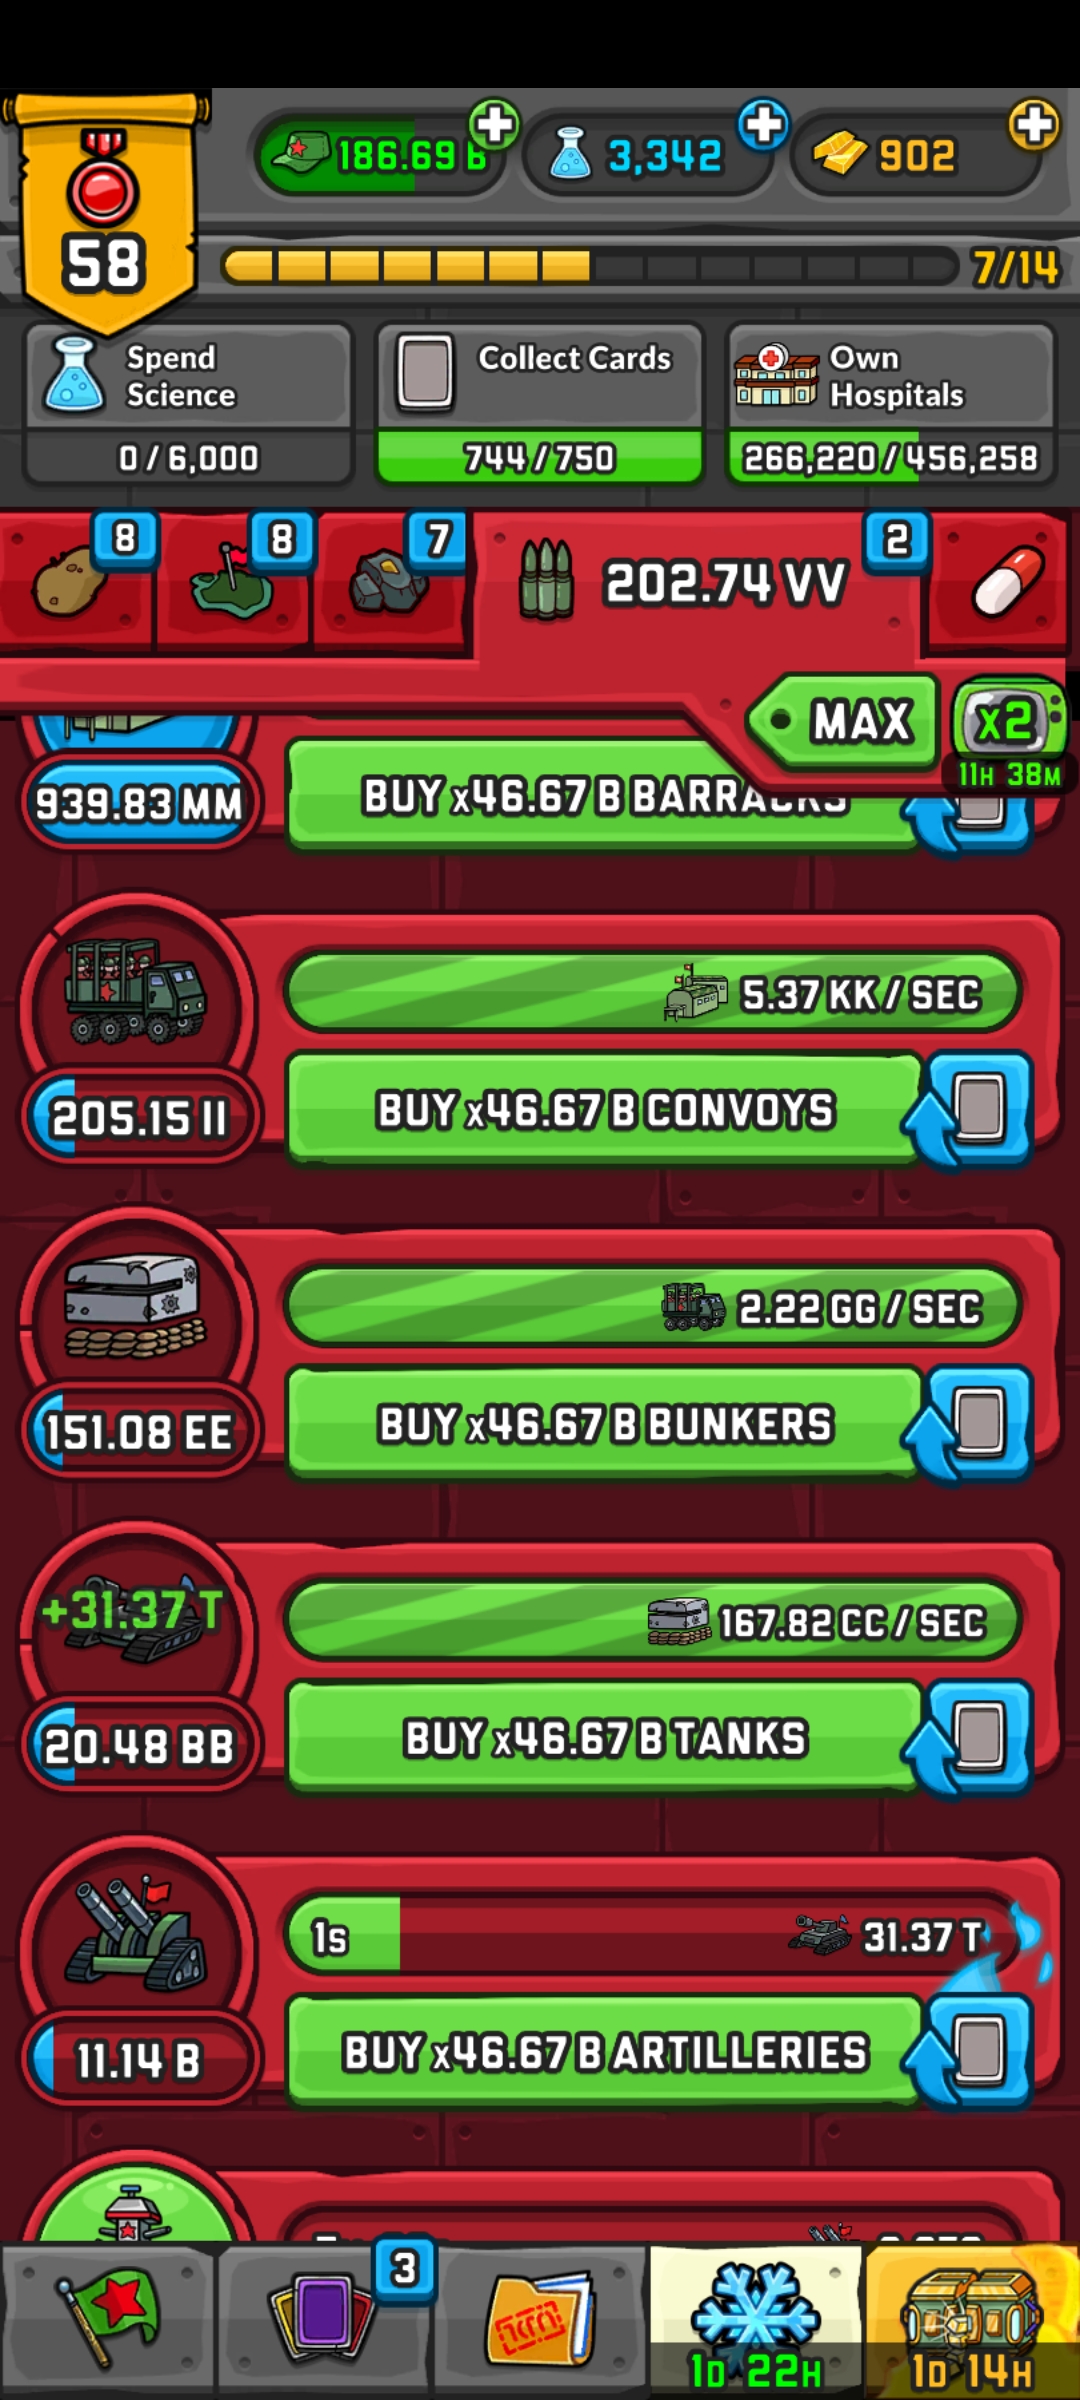 58
186.69 B
3,342
902
7/14
Spend
Science
0 / 6,000
Collect Cards
744 / 750
Own
Hospitals
266,220 / 456,258
8
8
7
202.74 VV
2
MAX
x2
11H 38M
939.83 MM
BUY x46.67 B BARRACKS
5.37 KK / SEC
205.15 II
BUY x46.67 B CONVOYS
2.22 GG / SEC
151.08 EE
BUY x46.67 B BUNKERS
+31.37 T
167.82 CC / SEC
20.48 BB
BUY x46.67 B TANKS
1s
31.37 T
11.14 B
BUY x46.67 B ARTILLERIES
3
1D 22H
1D 14H